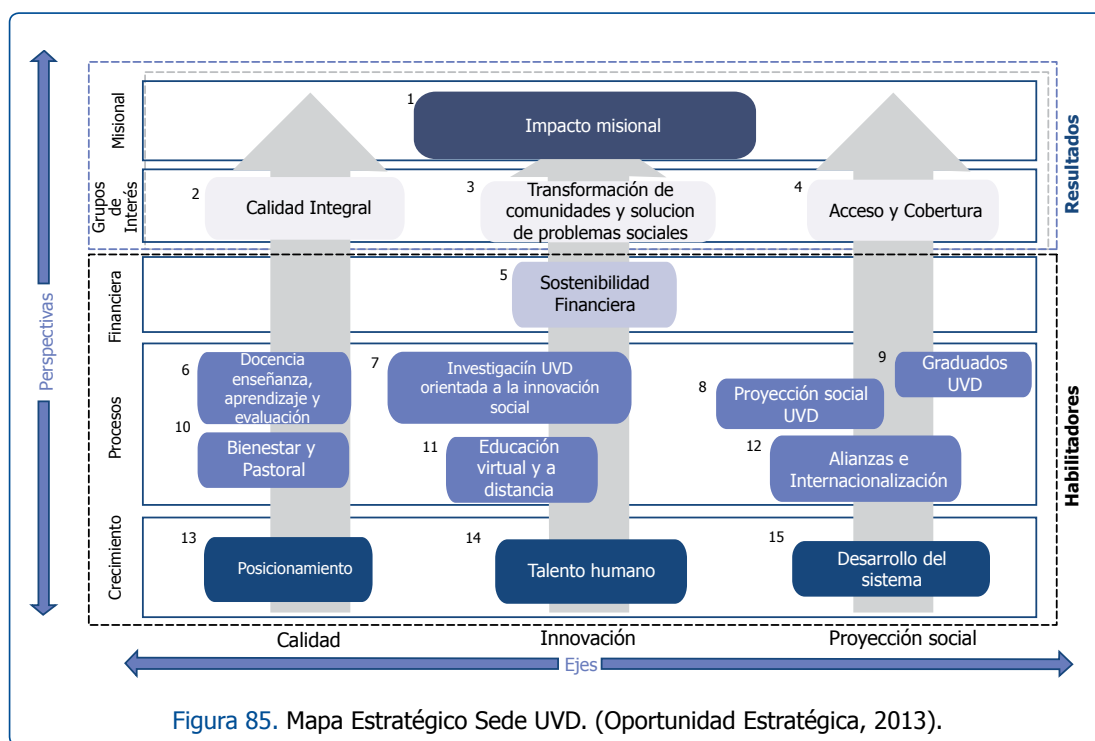 Perspectivas
Resultados
Habilitadores
Misional
1
Impacto misional
Grupos
de
Interés
2
Calidad Integral
3
Transformación de
comunidades y solucion
de problemas sociales
4
Acceso y Cobertura
Financiera
5
Sostenibilidad
Financiera
Procesos
6
Docencia
enseñanza,
aprendizaje y
evaluación
7
Investigaciín UVD
orientada a la innovación
social
8
Proyección social
UVD
9
Graduados
UVD
10
Bienestar y
Pastoral
11
Educación
virtual y a
distancia
12
Alianzas e
Internacionalización
Crecimiento
13
Posicionamiento
14
Talento humano
15
Desarrollo del
sistema
Calidad
Innovación
Proyección social
Ejes
Figura 85. Mapa Estratégico Sede UVD. (Oportunidad Estratégica, 2013).